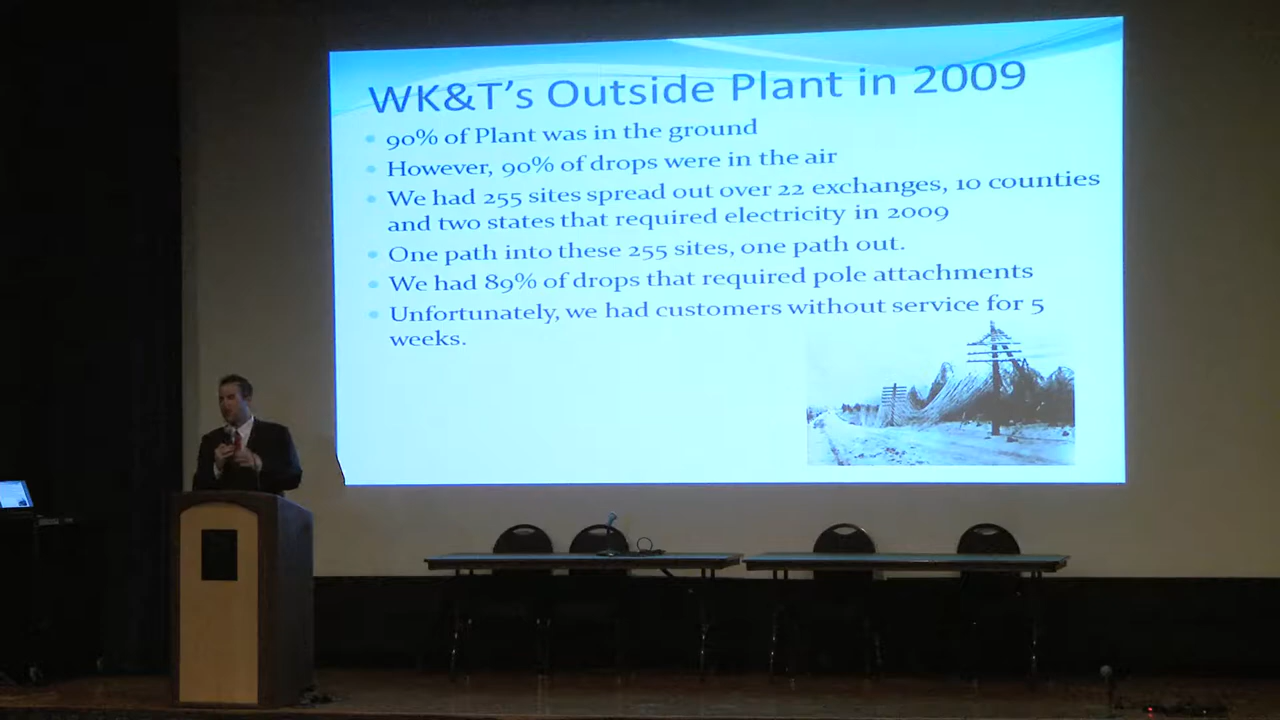 WK&T's Outside Plant in 2009
90% of Plant was in the ground
However, 90% of drops were in the air
We had 255 sites spread out over 22 exchanges, 10 counties
and two states that required electricity in 2009
One path into these 255 sites, one path out.
We had 89% of drops that required pole attachments
Unfortunately, we had customers without service for 5
weeks.